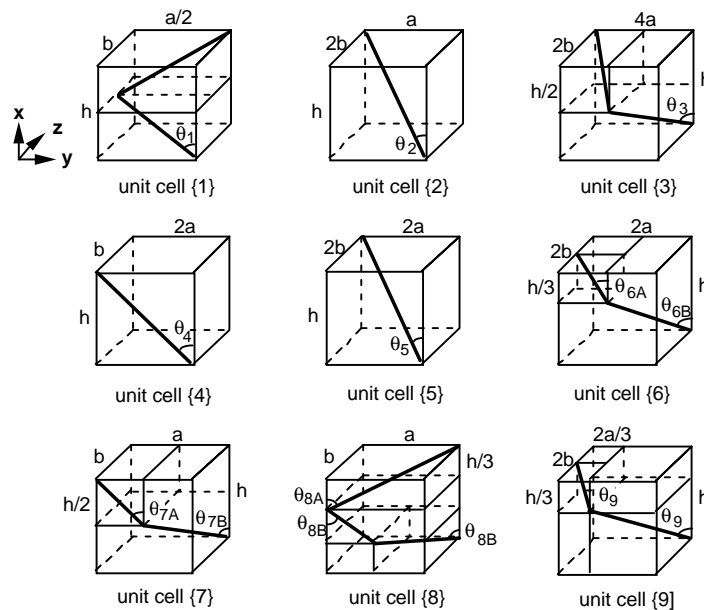 a/2
b
h
θ1
x
z
y
unit cell {1}
a
2b
h
θ2
unit cell {2}
4a
2b
h/2
h
θ3
unit cell {3}
2a
b
h
θ4
unit cell {4}
2a
2b
h
θ5
unit cell {5}
2a
2b
h/3
h
θ6A
θ6B
unit cell {6}
a
b
h/2
h
θ7A
θ7B
unit cell {7}
a
b
h/3
θ8A
θ8B
θ8B
unit cell {8}
2a/3
2b
h/3
h
θ9
θ9
unit cell {9]